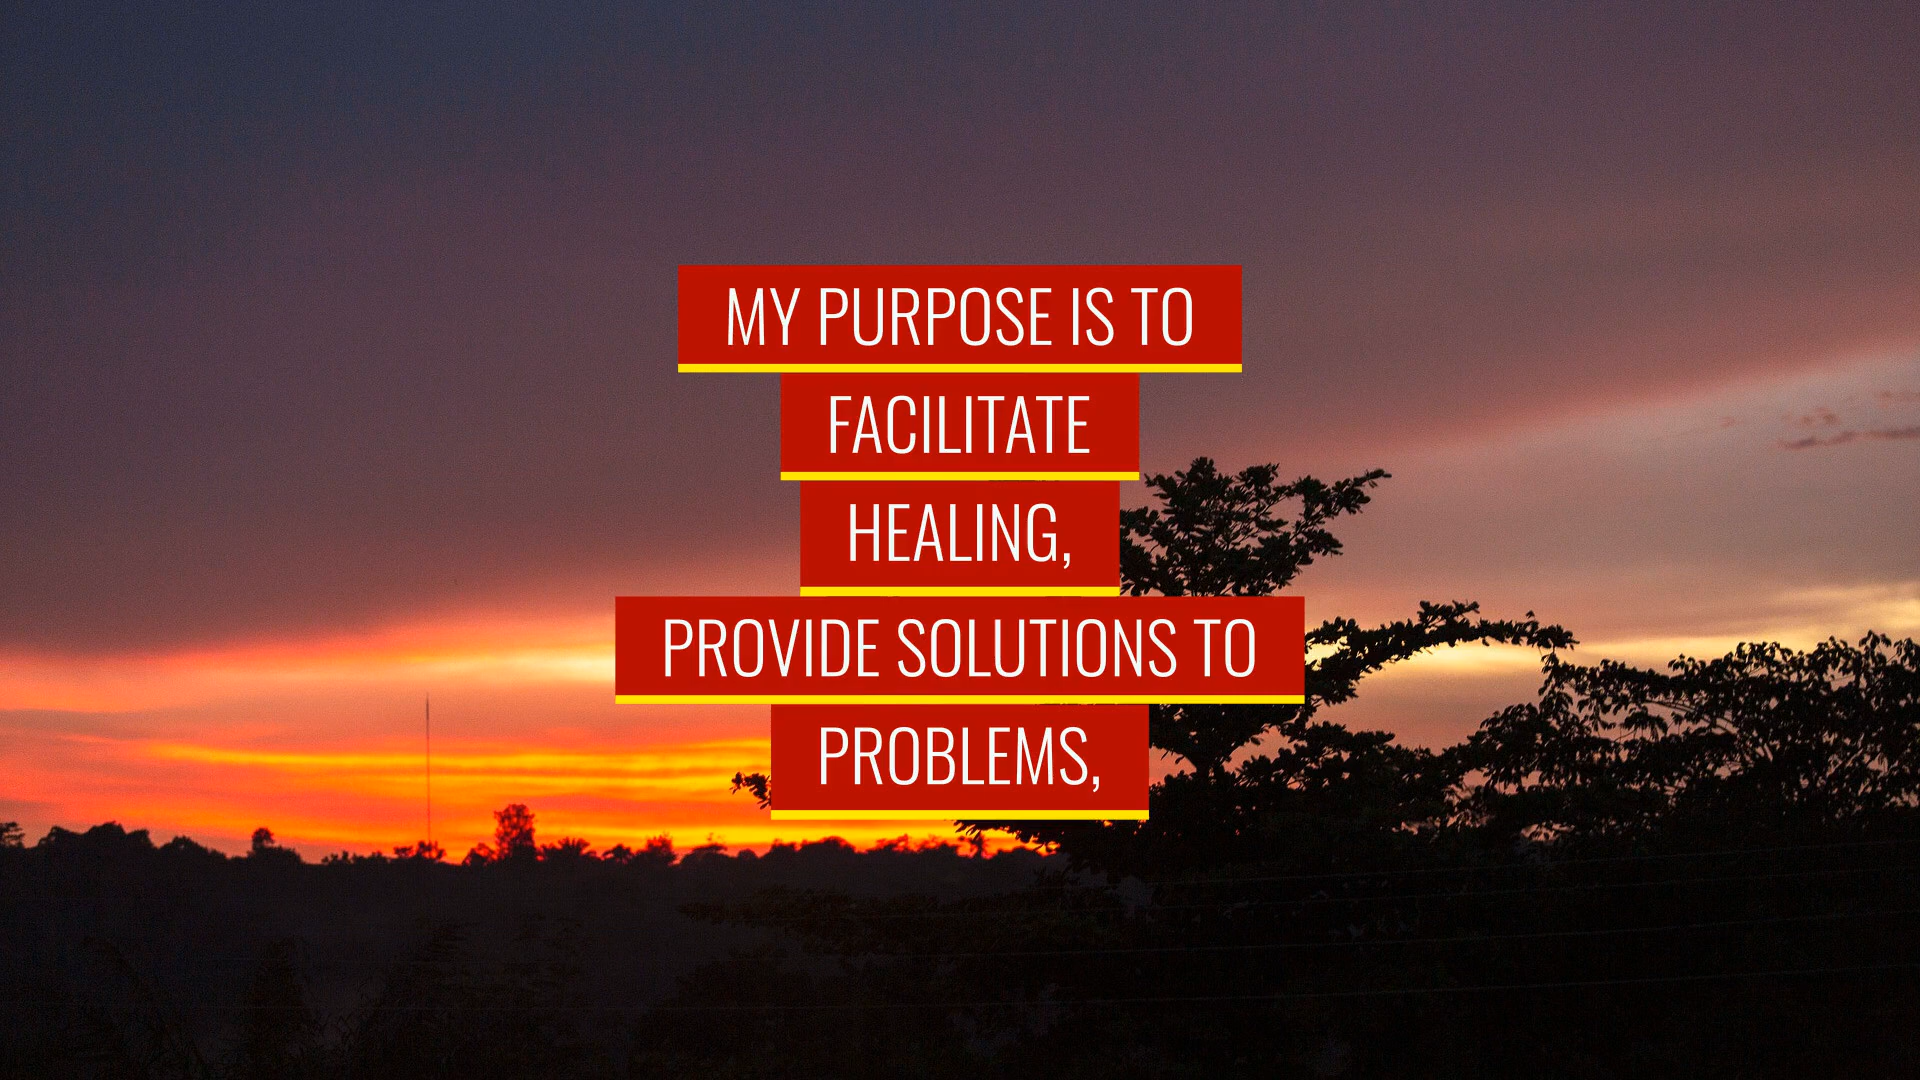 MY PURPOSE IS TO
FACILITATE
HEALING,
PROVIDE SOLUTIONS TO
PROBLEMS,